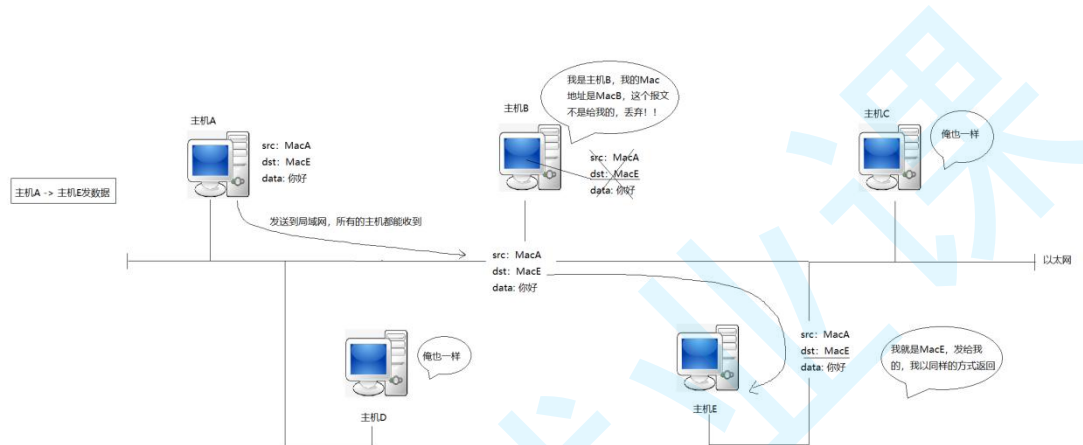 主机A
src: MacA
dst: MacE
data: 你好
主机B
我是主机B，我的Mac
地址是MacB，这个报文
不是给我的，丢弃！！
src: MacA
dst: MacE
data: 你好
主机C
俺也一样
主机A -> 主机E发数据
发送到局域网，所有的主机都能收到
src: MacA
dst: MacE
data: 你好
以太网
俺也一样
主机D
主机E
src: MacA
dst: MacE
data: 你好
我就是MacE，发给我
的，我以同样的方式返回
业课